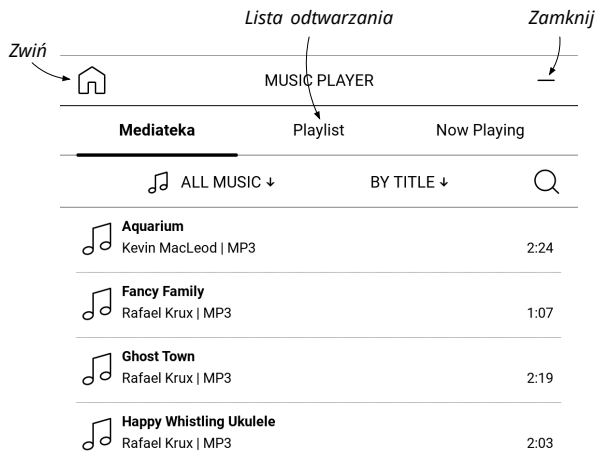 Lista odtwarzania
Zamknij
Zwiń
MUSIC PLAYER
Mediateka Playlist Now Playing
ALL MUSIC ↓ BY TITLE ↓
Aquarium
Kevin MacLeod | MP3 2:24
Fancy Family
Rafael Krux | MP3 1:07
Ghost Town
Rafael Krux | MP3 2:19
Happy Whistling Ukulele
Rafael Krux | MP3 2:03